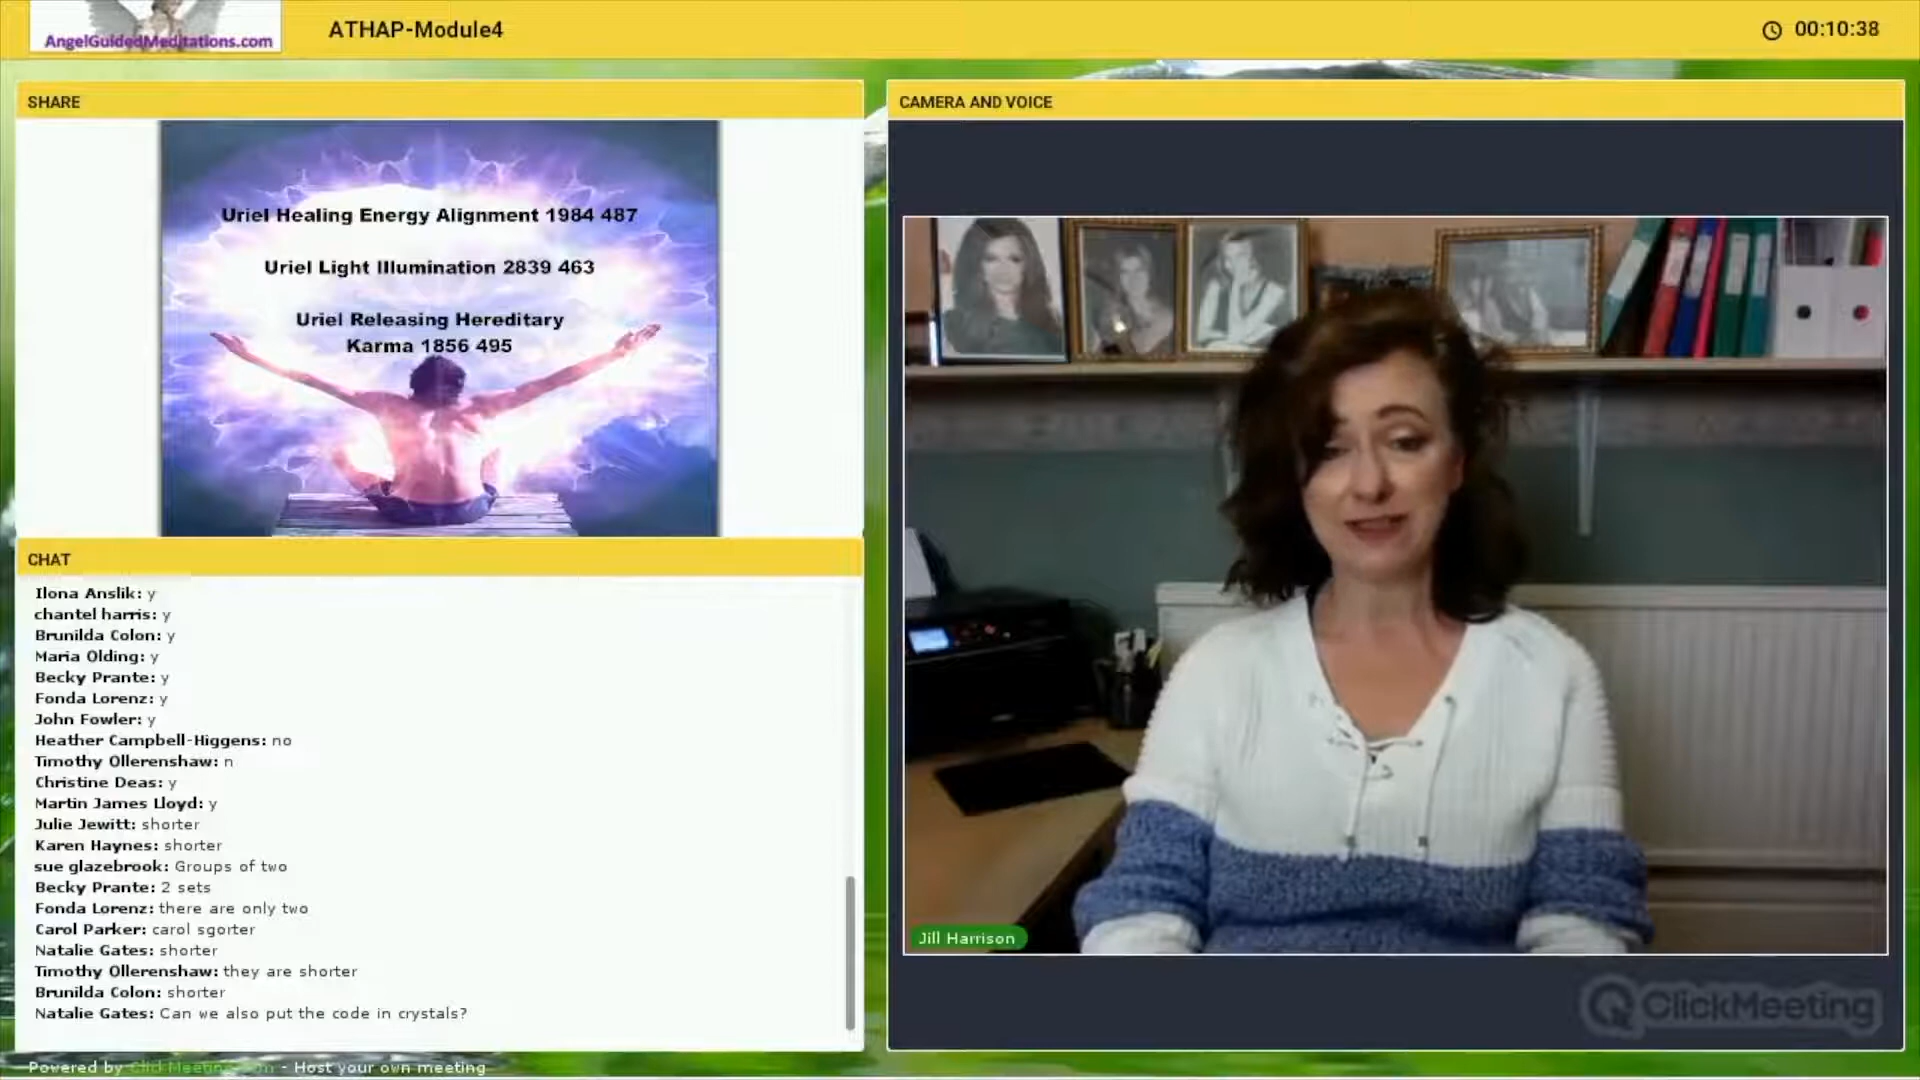 AngelGuidedMeditations.com
ATHAP-Module4
00:10:38
SHARE
Uriel Healing Energy Alignment 1984 487
Uriel Light Illumination 2839 463
Uriel Releasing Hereditary
Karma 1856 495
CHAT
Ilona Anslik: y
chantel harris: y
Brunilda Colon: y
Maria Olding: y
Becky Prante: y
Fonda Lorenz: y
John Fowler: y
Heather Campbell-Higgens: no
Timothy Ollerenshaw: n
Christine Deas: y
Martin James Lloyd: y
Julie Jewitt: shorter
Karen Haynes: shorter
sue glazebrook: Groups of two
Becky Prante: 2 sets
Fonda Lorenz: there are only two
Carol Parker: carol sgorter
Natalie Gates: shorter
Timothy Ollerenshaw: they are shorter
Brunilda Colon: shorter
Natalie Gates: Can we also put the code in crystals?
Powered by - Host your own meeting
CAMERA AND VOICE
Jill Harrison
ClickMeeting